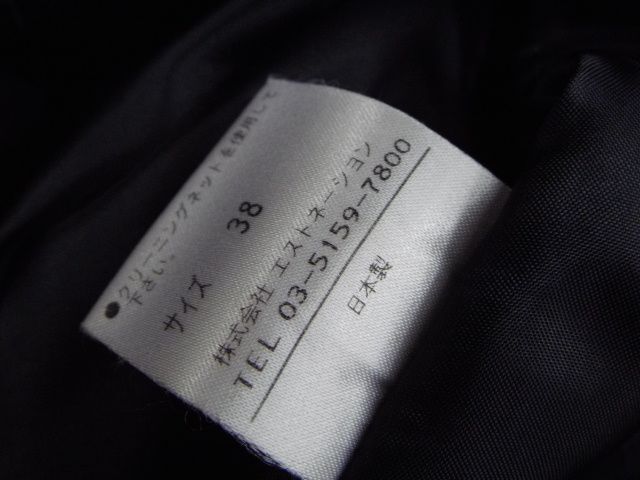 ●クリーニングネットを使用して
下さい。
サイズ 38
株式会社 エストネーション
TEL 03-5159-7800
日本製